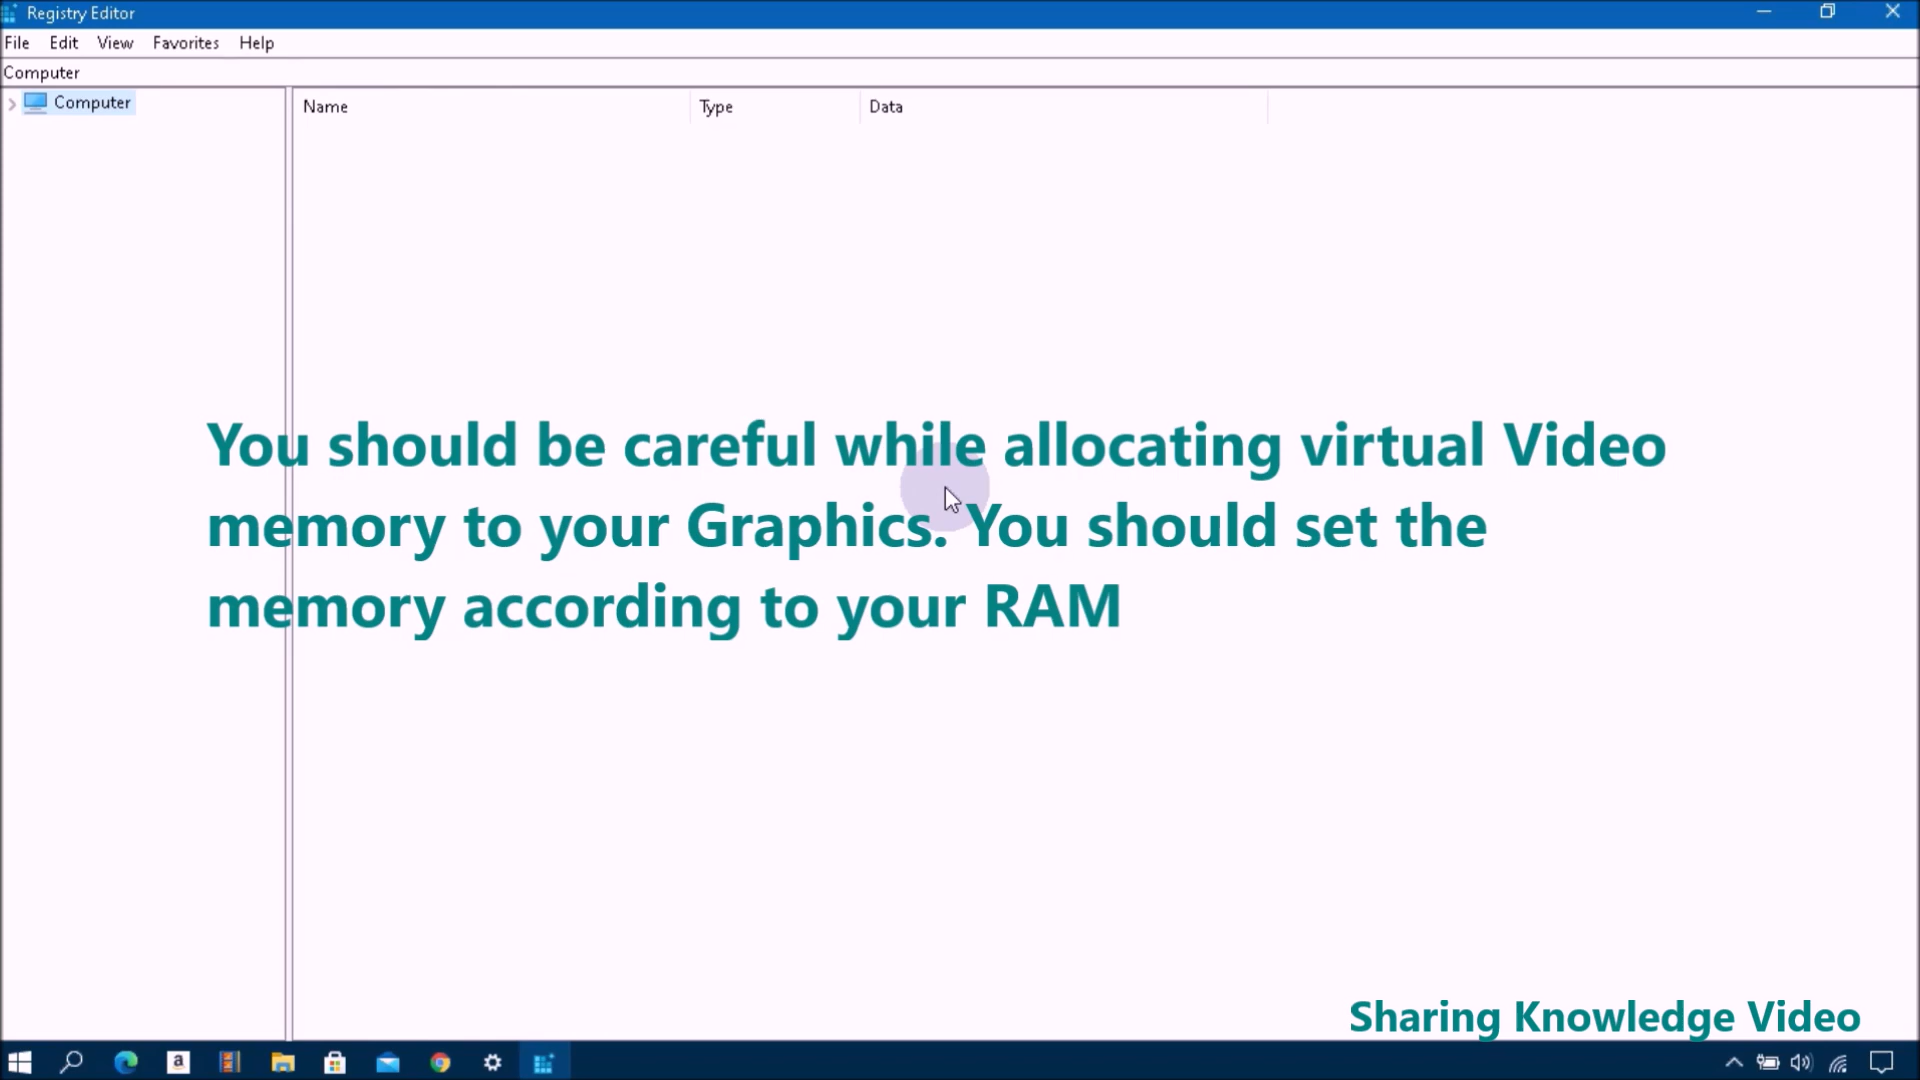 Registry Editor
File Edit View Favorites Help
Computer
Computer
Name Type Data
You should be careful while allocating virtual Video
memory to your Graphics. You should set the
memory according to your RAM
Sharing Knowledge Video
a